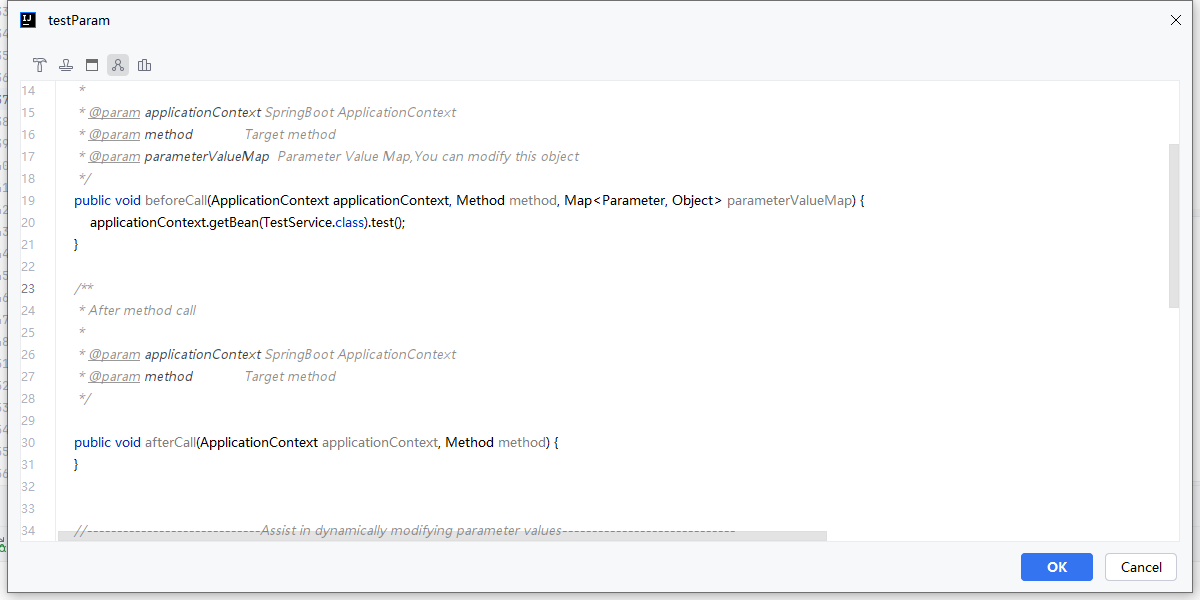 testParam
14 *
15 * @param applicationContext SpringBoot ApplicationContext
16 * @param method Target method
17 * @param parameterValueMap Parameter Value Map,You can modify this object
18 */
19 public void beforeCall(ApplicationContext applicationContext, Method method, Map<Parameter, Object> parameterValueMap) {
20 applicationContext.getBean(TestService.class).test();
21 }
22
23 /**
24 * After method call
25 *
26 * @param applicationContext SpringBoot ApplicationContext
27 * @param method Target method
28 */
29
30 public void afterCall(ApplicationContext applicationContext, Method method) {
31 }
32
33
34 //-----------------------------Assist in dynamically modifying parameter values-----------------------------
OK Cancel